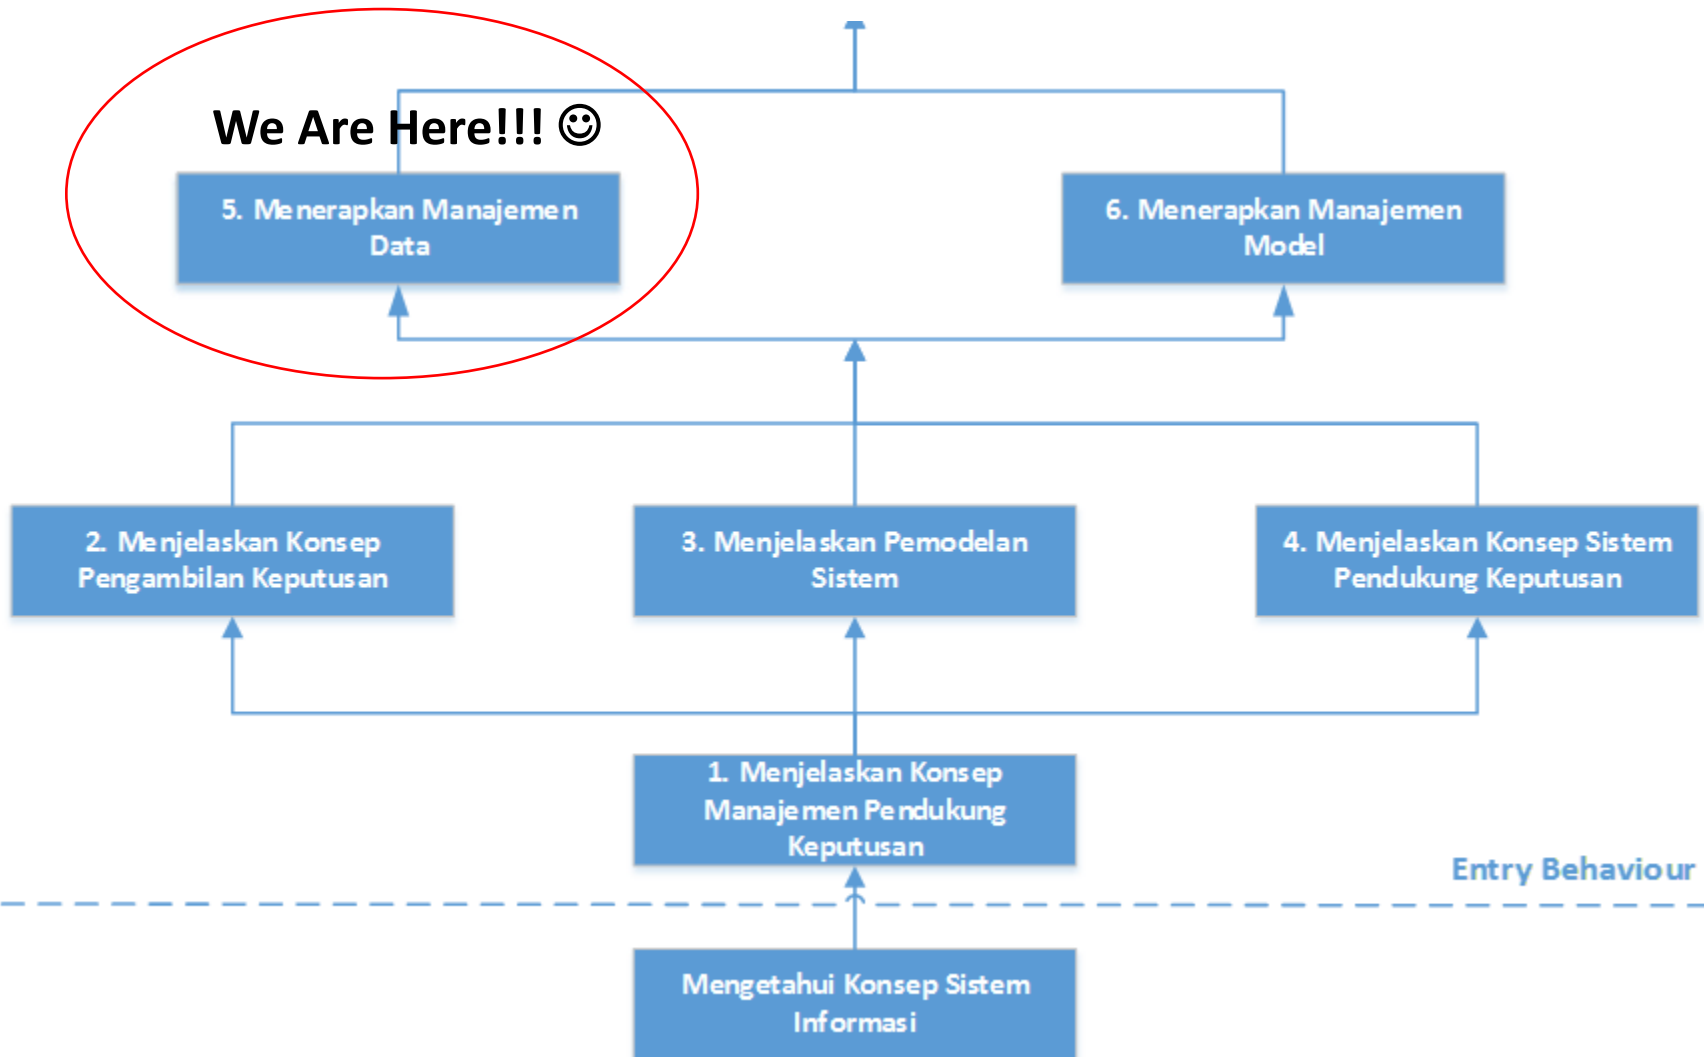 We Are Here!!! ☺
5. Menerapkan Manajemen
Data
6. Menerapkan Manajemen
Model
2. Menjelaskan Konsep
Pengambilan Keputusan
3. Menjelaskan Pemodelan
Sistem
4. Menjelaskan Konsep Sistem
Pendukung Keputusan
1. Menjelaskan Konsep
Manajemen Pendukung
Keputusan
Entry Behaviour
Mengetahui Konsep Sistem
Informasi